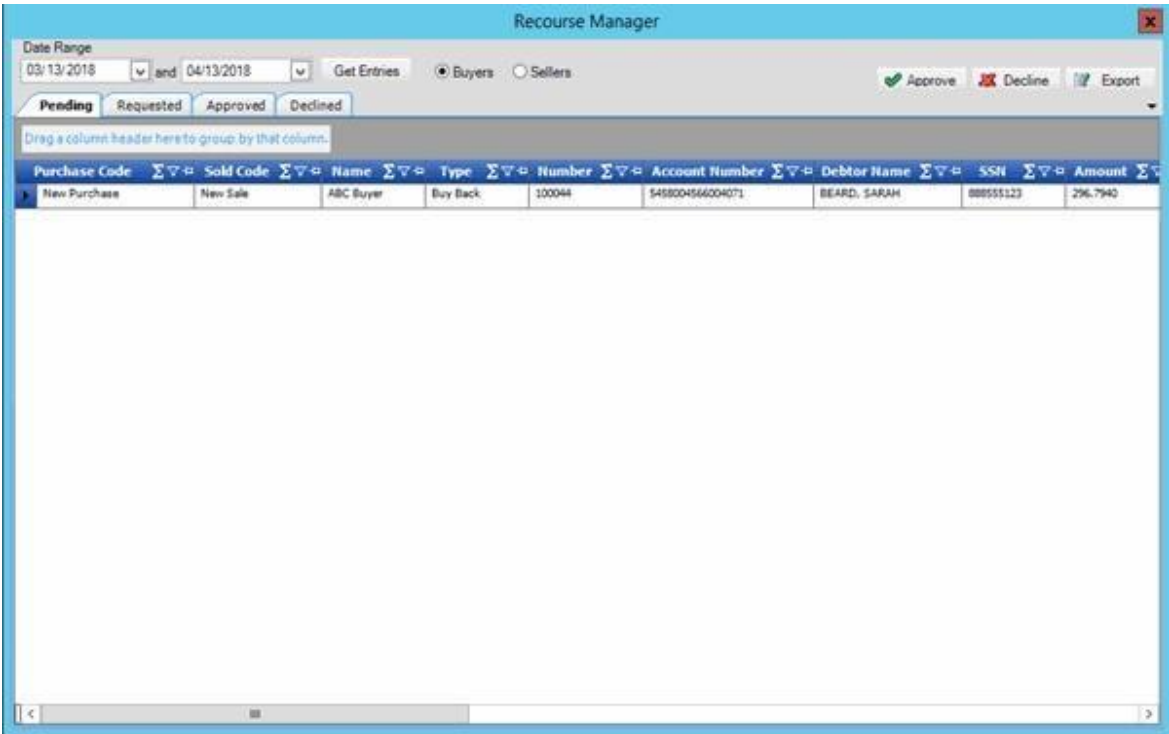 Recourse Manager
Date Range
03/13/2018 and 04/13/2018 Get Entries Buyers Sellers
Approve Decline Export
Pending Requested Approved Declined
Drag a column header here to group by that column.
Purchase Code Σ Sold Code Σ Name Σ Type Σ Number Σ Account Number Σ Debtor Name Σ SSN Σ Amount Σ
New Purchase New Sale ABC Buyer Buy Back 100044 5458004566004071 BEARD, SARAH 888555123 296.7940